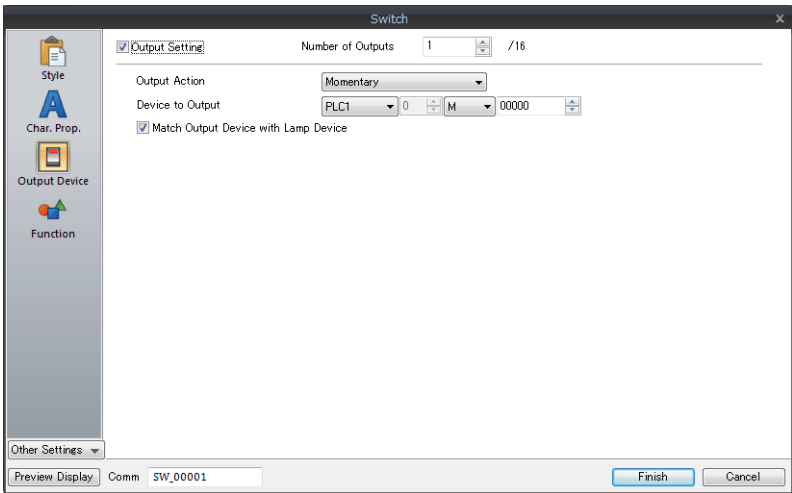 Switch x
Output Setting Number of Outputs 1 /16
Style
Output Action Momentary
Char. Prop.
Device to Output PLC1 0 M 00000
Match Output Device with Lamp Device
Output Device
Function
Other Settings
Preview Display Comm SW_00001 Finish Cancel